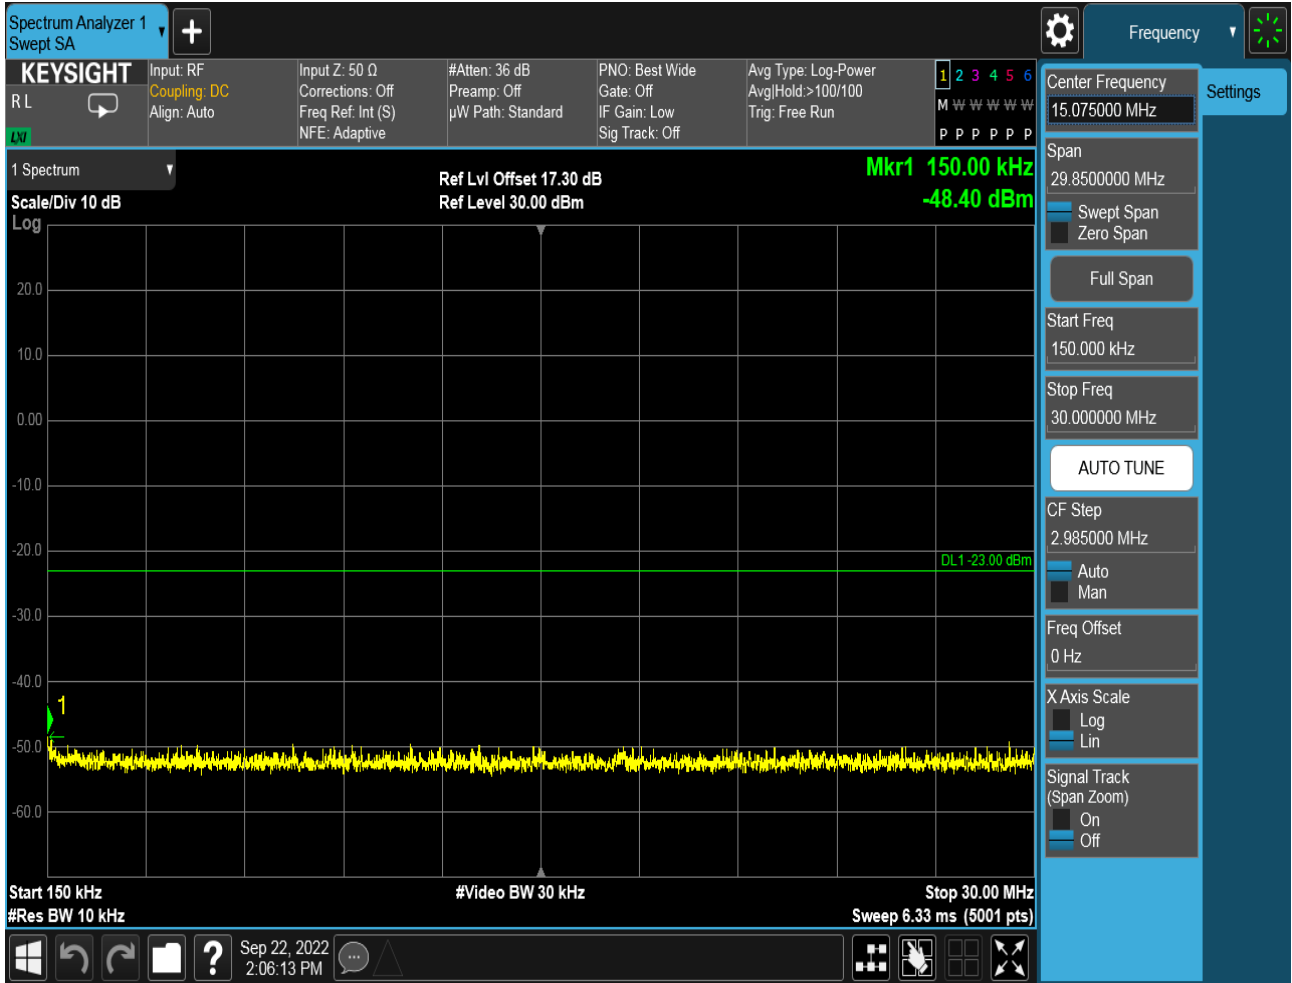 Spectrum Analyzer 1
Swept SA
Frequency
KEYSIGHT
R L
LXI
Input: RF
Coupling: DC
Align: Auto
Input Z: 50 Ω
Corrections: Off
Freq Ref: Int (S)
NFE: Adaptive
#Atten: 36 dB
Preamp: Off
µW Path: Standard
PNO: Best Wide
Gate: Off
IF Gain: Low
Sig Track: Off
Avg Type: Log-Power
Avg|Hold:>100/100
Trig: Free Run
1 2 3 4 5 6
M W W W W W
P P P P P P
1 Spectrum
Scale/Div 10 dB
Log
Ref Lvl Offset 17.30 dB
Ref Level 30.00 dBm
Mkr1 150.00 kHz
-48.40 dBm
20.0
10.0
0.00
-10.0
-20.0
-30.0
-40.0
-50.0
-60.0
DL1 -23.00 dBm
1
Start 150 kHz
#Res BW 10 kHz
#Video BW 30 kHz
Stop 30.00 MHz
Sweep 6.33 ms (5001 pts)
Center Frequency
15.075000 MHz
Settings
Span
29.8500000 MHz
Swept Span
Zero Span
Full Span
Start Freq
150.000 kHz
Stop Freq
30.000000 MHz
AUTO TUNE
CF Step
2.985000 MHz
Auto
Man
Freq Offset
0 Hz
X Axis Scale
Log
Lin
Signal Track
(Span Zoom)
On
Off
?
Sep 22, 2022
2:06:13 PM